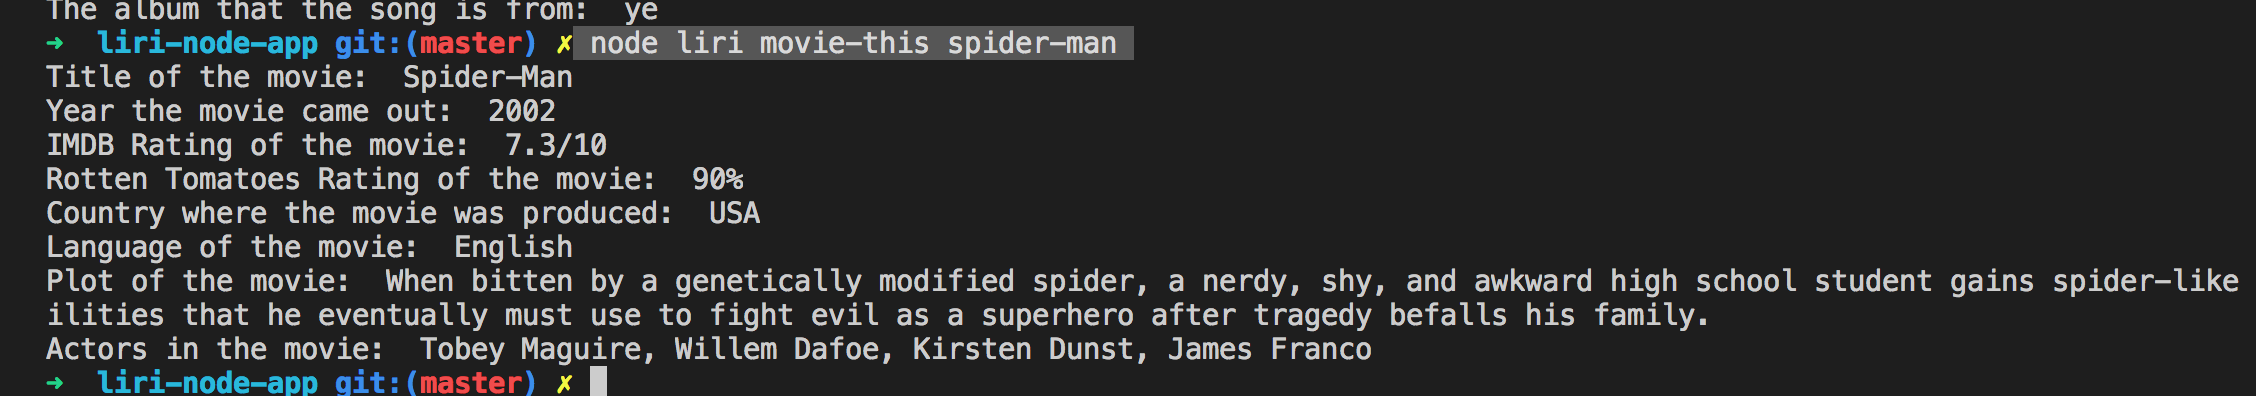 The album that the song is from:  ye
➜  liri-node-app git:(master) ✗ node liri movie-this spider-man
Title of the movie:  Spider-Man
Year the movie came out:  2002
IMDB Rating of the movie:  7.3/10
Rotten Tomatoes Rating of the movie:  90%
Country where the movie was produced:  USA
Language of the movie:  English
Plot of the movie:  When bitten by a genetically modified spider, a nerdy, shy, and awkward high school student gains spider-like
ilities that he eventually must use to fight evil as a superhero after tragedy befalls his family.
Actors in the movie:  Tobey Maguire, Willem Dafoe, Kirsten Dunst, James Franco
➜  liri-node-app git:(master) ✗